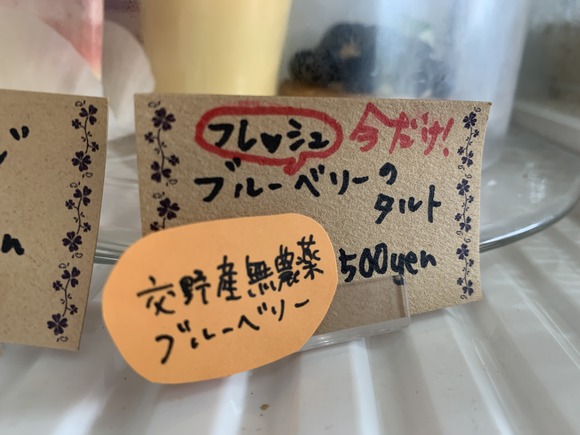 フレ♥シュ 今だけ!
ブルーベリーの
タルト
500yen
交野産無農薬
ブルーベリー